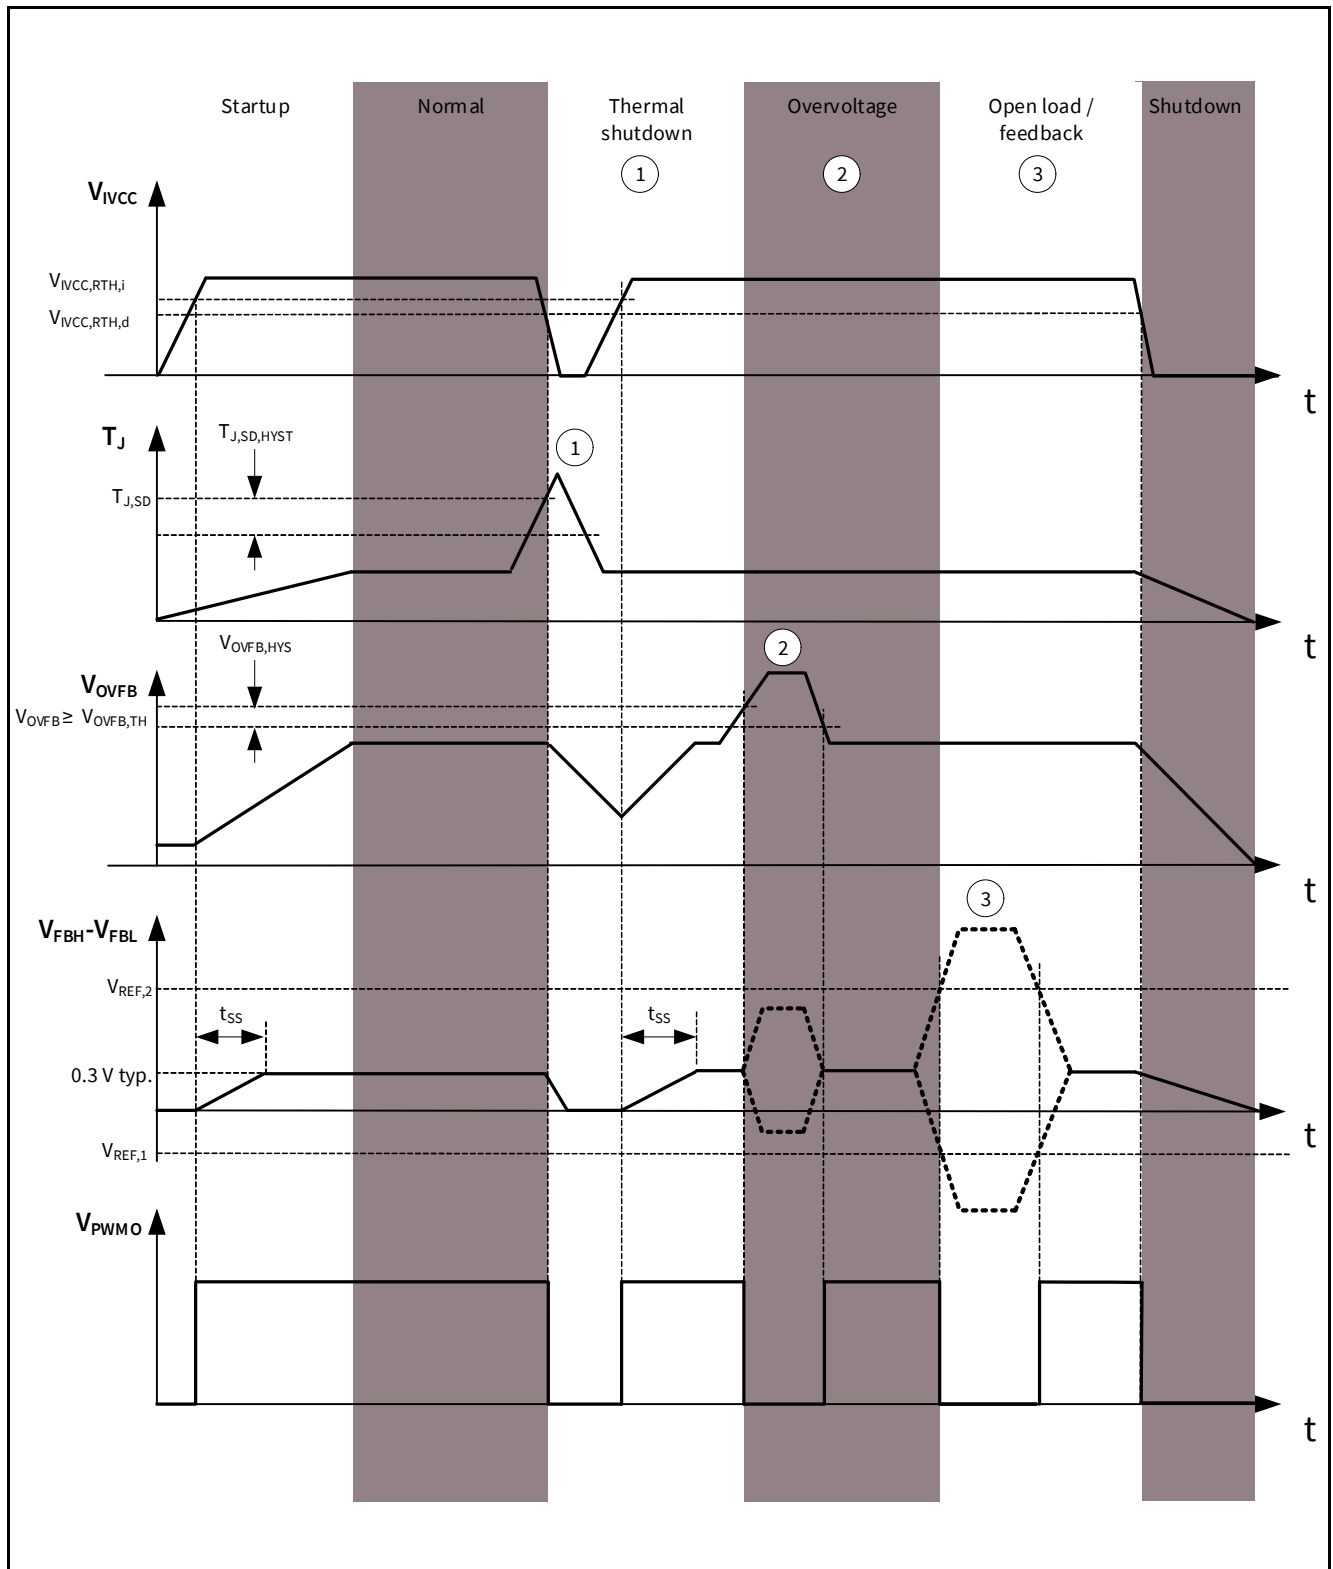 Startup
Normal
Thermal
shutdown
1
Overvoltage
2
Open load /
feedback
3
Shutdown
VIVCC
VIVCC,RTH,i
VIVCC,RTH,d
t
TJ
TJ,SD,HYST
1
TJ,SD
t
VOVFB,HYS
2
VOVFB
VOVFB ≥ VOVFB,TH
t
3
VFBH-VFBL
VREF,2
tSS
tSS
0.3 V typ.
VREF,1
t
VPWMO
t